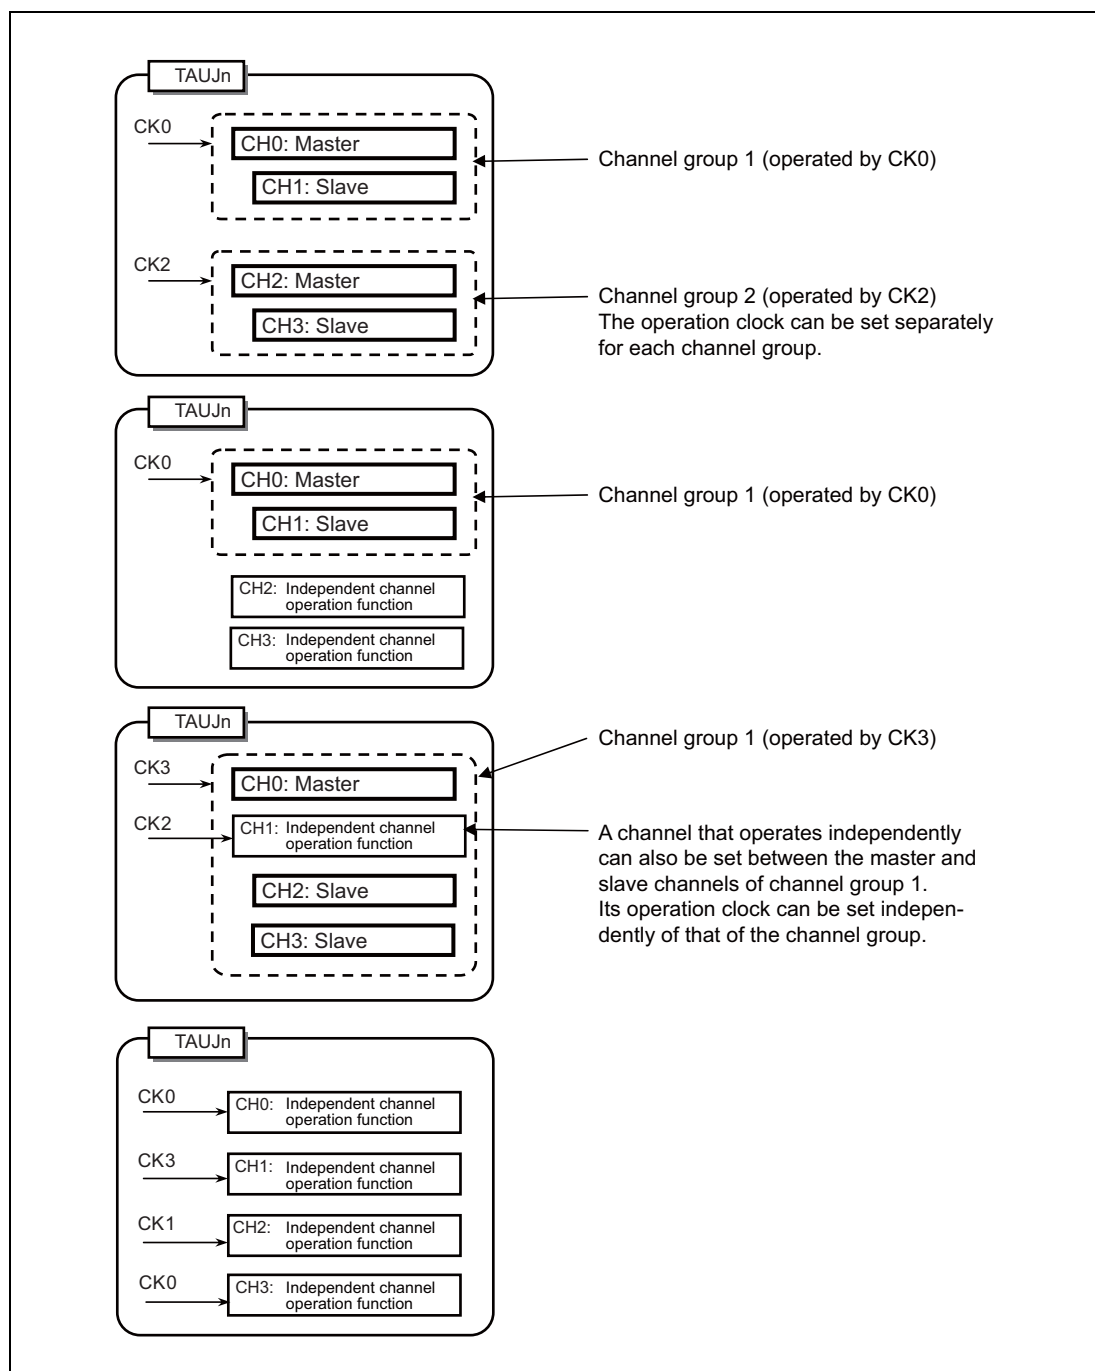 TAUJn
CK0
CH0: Master
Channel group 1 (operated by CK0)
CH1: Slave
CK2
CH2: Master
Channel group 2 (operated by CK2)
CH3: Slave
The operation clock can be set separately
for each channel group.
TAUJn
CK0
CH0: Master
Channel group 1 (operated by CK0)
CH1: Slave
CH2: Independent channel
operation function
CH3: Independent channel
operation function
TAUJn
Channel group 1 (operated by CK3)
CK3
CH0: Master
CK2
CH1: Independent channel
operation function
A channel that operates independently
can also be set between the master and
slave channels of channel group 1.
Its operation clock can be set indepen-
dently of that of the channel group.
CH2: Slave
CH3: Slave
TAUJn
CK0
CH0: Independent channel
operation function
CK3
CH1: Independent channel
operation function
CK1
CH2: Independent channel
operation function
CK0
CH3: Independent channel
operation function